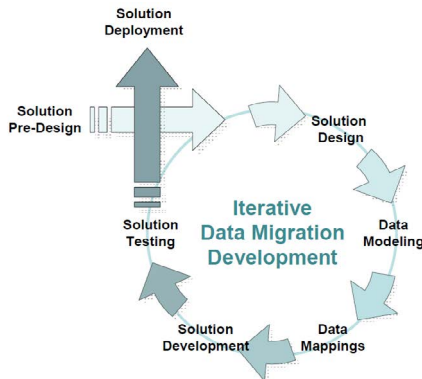 Solution
Deployment
Solution
Pre-Design
Solution
Design
Iterative
Data Migration
Development
Solution
Testing
Data
Modeling
Solution
Development
Data
Mappings